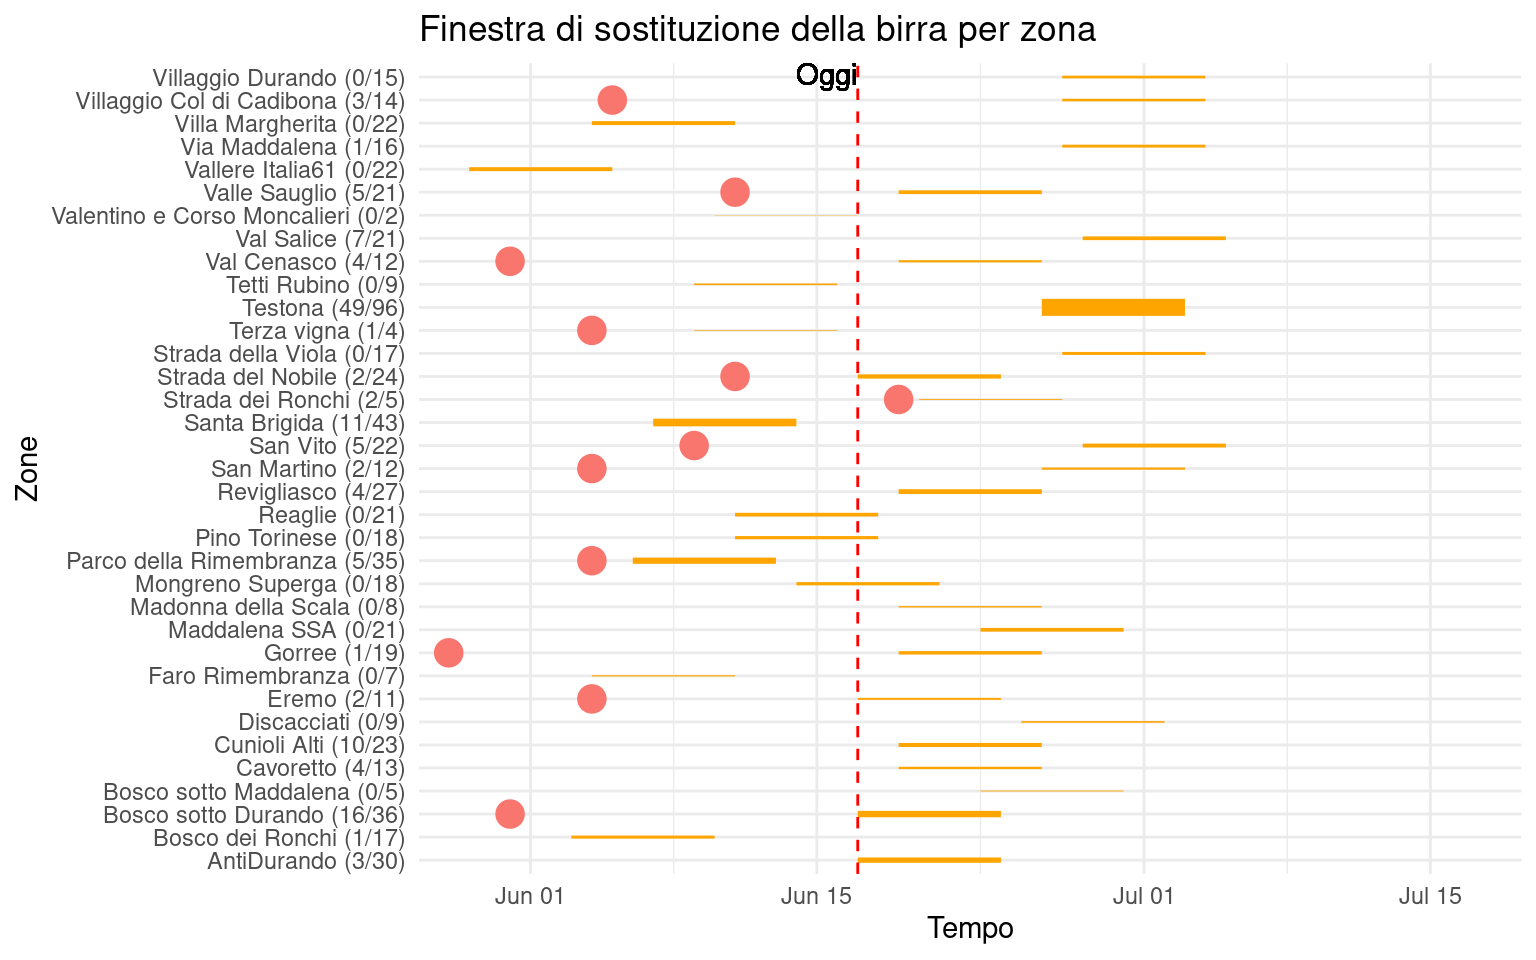 Finestra di sostituzione della birra per zona
Oggi
Villaggio Durando (0/15)
Villaggio Col di Cadibona (3/14)
Villa Margherita (0/22)
Via Maddalena (1/16)
Vallere Italia61 (0/22)
Valle Sauglio (5/21)
Valentino e Corso Moncalieri (0/2)
Val Salice (7/21)
Val Cenasco (4/12)
Tetti Rubino (0/9)
Testona (49/96)
Terza vigna (1/4)
Strada della Viola (0/17)
Strada del Nobile (2/24)
Strada dei Ronchi (2/5)
Santa Brigida (11/43)
San Vito (5/22)
San Martino (2/12)
Revigliasco (4/27)
Reaglie (0/21)
Pino Torinese (0/18)
Parco della Rimembranza (5/35)
Mongreno Superga (0/18)
Madonna della Scala (0/8)
Maddalena SSA (0/21)
Gorree (1/19)
Faro Rimembranza (0/7)
Eremo (2/11)
Discacciati (0/9)
Cunioli Alti (10/23)
Cavoretto (4/13)
Bosco sotto Maddalena (0/5)
Bosco sotto Durando (16/36)
Bosco dei Ronchi (1/17)
AntiDurando (3/30)
Zone
Jun 01 Jun 15 Jul 01 Jul 15
Tempo